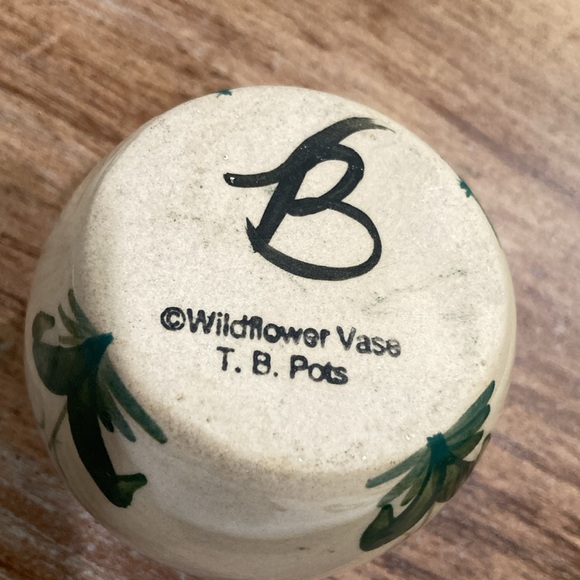 B
©Wildflower Vase
T. B. Pots